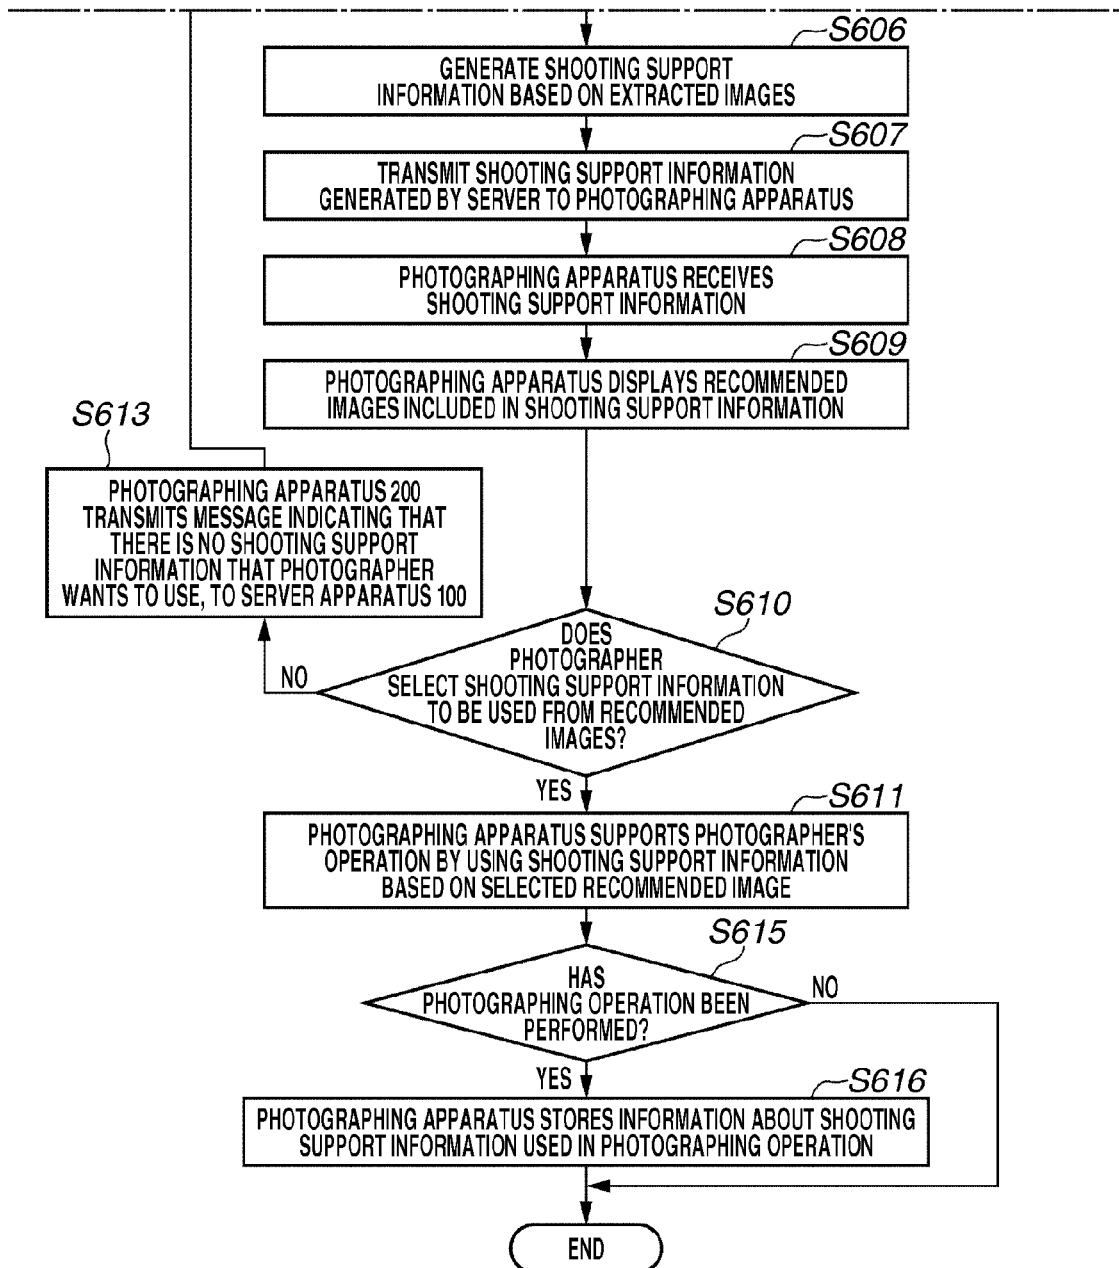 S606
GENERATE SHOOTING SUPPORT
INFORMATION BASED ON EXTRACTED IMAGES
S607
TRANSMIT SHOOTING SUPPORT INFORMATION
GENERATED BY SERVER TO PHOTOGRAPHING APPARATUS
S608
PHOTOGRAPHING APPARATUS RECEIVES
SHOOTING SUPPORT INFORMATION
S609
PHOTOGRAPHING APPARATUS DISPLAYS RECOMMENDED
IMAGES INCLUDED IN SHOOTING SUPPORT INFORMATION
S613
PHOTOGRAPHING APPARATUS 200
TRANSMITS MESSAGE INDICATING THAT
THERE IS NO SHOOTING SUPPORT
INFORMATION THAT PHOTOGRAPHER
WANTS TO USE, TO SERVER APPARATUS 100
S610
DOES
PHOTOGRAPHER
SELECT SHOOTING SUPPORT INFORMATION
TO BE USED FROM RECOMMENDED
IMAGES?
NO
YES
S611
PHOTOGRAPHING APPARATUS SUPPORTS PHOTOGRAPHER'S
OPERATION BY USING SHOOTING SUPPORT INFORMATION
BASED ON SELECTED RECOMMENDED IMAGE
S615
HAS
PHOTOGRAPHING OPERATION BEEN
PERFORMED?
NO
YES
S616
PHOTOGRAPHING APPARATUS STORES INFORMATION ABOUT SHOOTING
SUPPORT INFORMATION USED IN PHOTOGRAPHING OPERATION
END